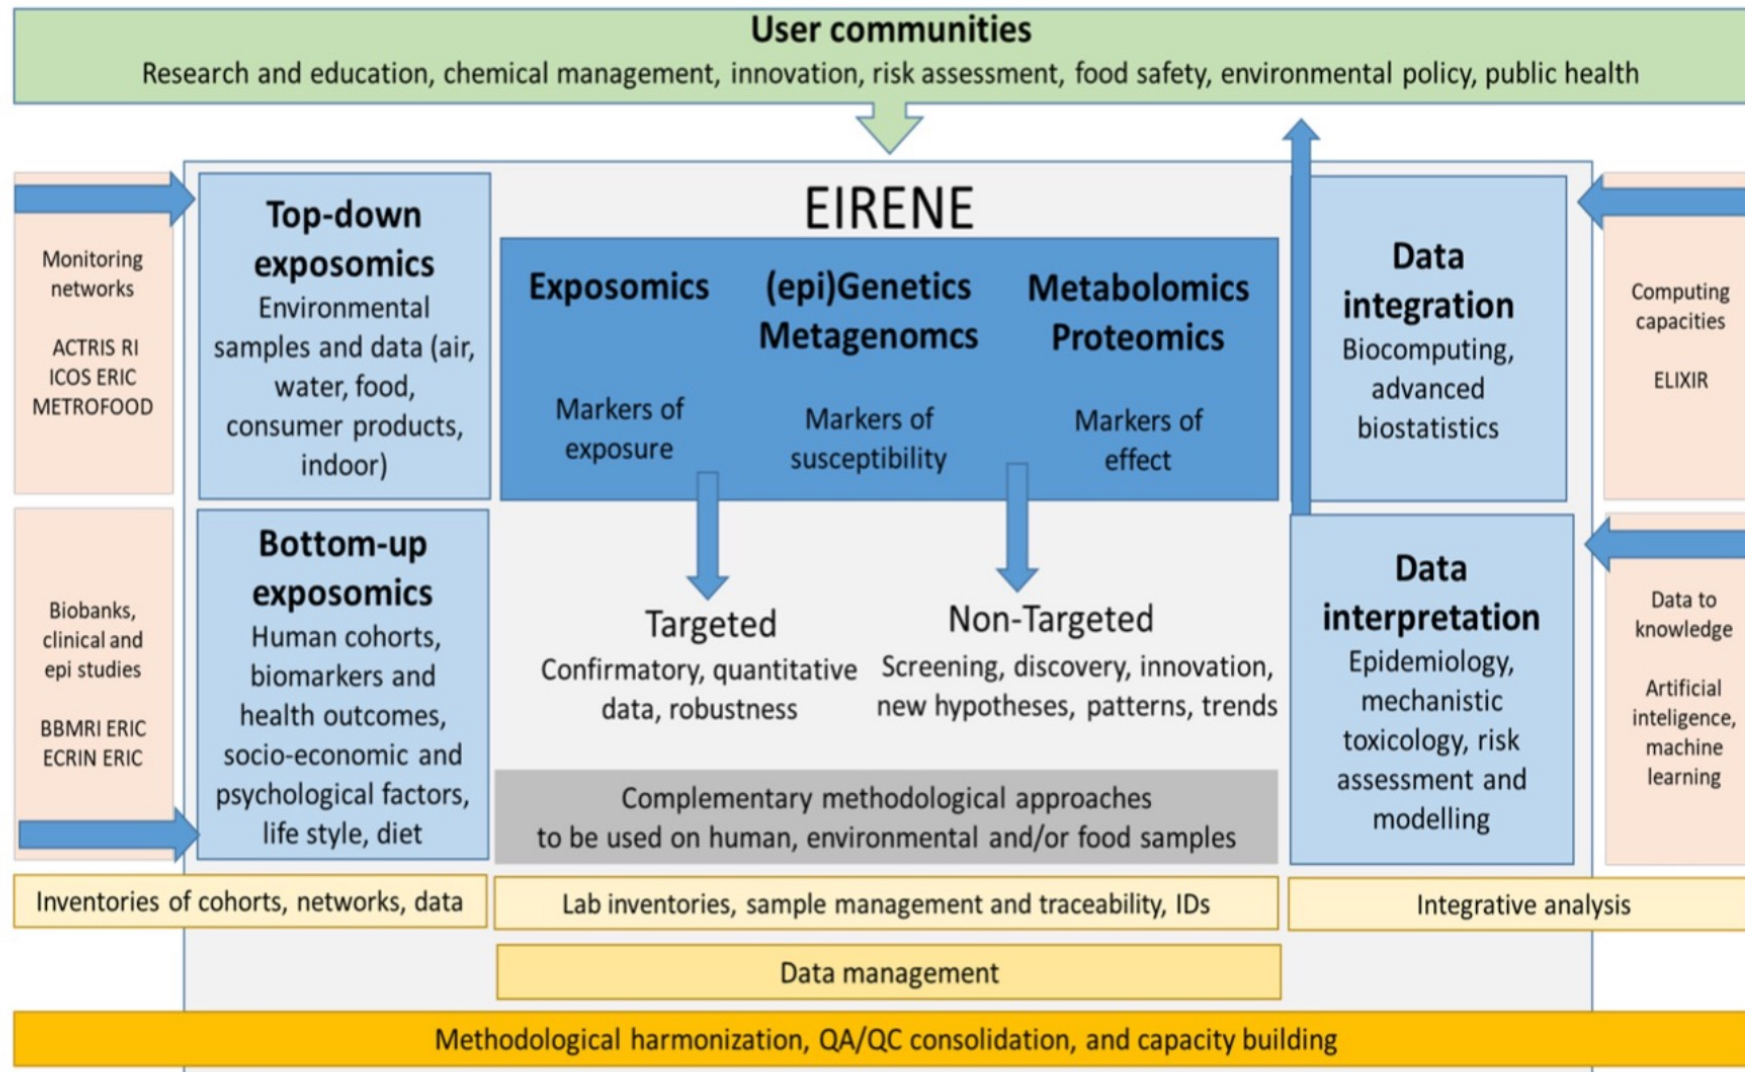 User communities
Research and education, chemical management, innovation, risk assessment, food safety, environmental policy, public health
Monitoring
networks
ACTRIS RI
ICOS ERIC
METROFOOD
Top-down
exposomics
Environmental
samples and data (air,
water, food,
consumer products,
indoor)
EIRENE
Exposomics
Markers of
exposure
(epi)Genetics
Metagenomcs
Markers of
susceptibility
Metabolomics
Proteomics
Markers of
effect
Data
integration
Biocomputing,
advanced
biostatistics
Computing
capacities
ELIXIR
Biobanks,
clinical and
epi studies
BBMRI ERIC
ECRIN ERIC
Bottom-up
exposomics
Human cohorts,
biomarkers and
health outcomes,
socio-economic and
psychological factors,
life style, diet
Targeted
Confirmatory, quantitative
data, robustness
Non-Targeted
Screening, discovery, innovation,
new hypotheses, patterns, trends
Complementary methodological approaches
to be used on human, environmental and/or food samples
Data
interpretation
Epidemiology,
mechanistic
toxicology, risk
assessment and
modelling
Data to
knowledge
Artificial
inteligence,
machine
learning
Inventories of cohorts, networks, data
Lab inventories, sample management and traceability, IDs
Integrative analysis
Data management
Methodological harmonization, QA/QC consolidation, and capacity building